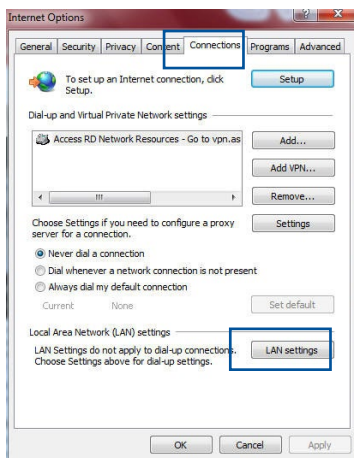 Internet Options
General Security Privacy Content Connections Programs Advanced
To set up an Internet connection, click
Setup.
Setup
Dial-up and Virtual Private Network settings
Access RD Network Resources - Go to vpn.as
Add...
Add VPN...
Remove...
Choose Settings if you need to configure a proxy
server for a connection.
Settings
Never dial a connection
Dial whenever a network connection is not present
Always dial my default connection
Current None
Set default
Local Area Network (LAN) settings
LAN Settings do not apply to dial-up connections.
Choose Settings above for dial-up settings.
LAN settings
OK Cancel Apply